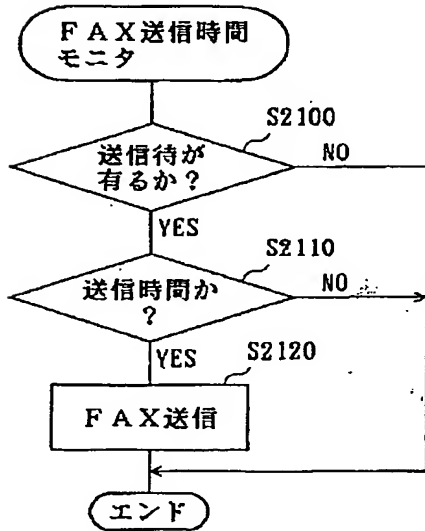 FAX送信時間
モニタ
S2100
送信待が
有るか?
NO
YES
S2110
送信時間か
?
NO
YES
S2120
FAX送信
エンド